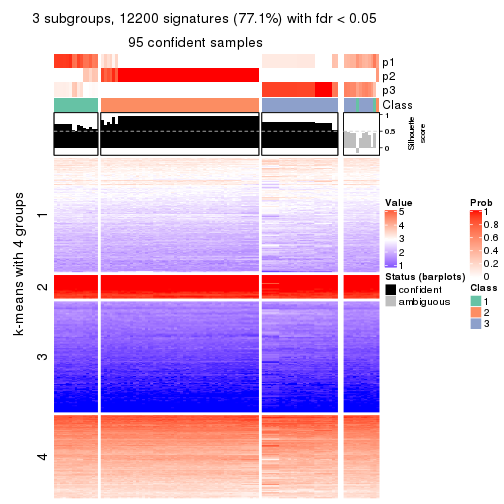 3 subgroups, 12200 signatures (77.1%) with fdr < 0.05
95 confident samples
p1
p2
p3
Class
1
0.5
0
Silhouette
score
k-means with 4 groups
1
2
3
4
Value
5
4
3
2
1
Status (barplots)
confident
ambiguous
Prob
1
0.8
0.6
0.4
0.2
0
Class
1
2
3